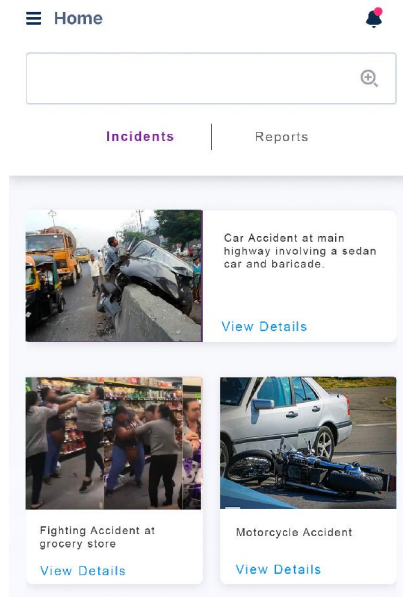 Home
Incidents
Reports
Car Accident at main
highway involving a sedan
car and baricade.
View Details
Fighting Accident at
grocery store
View Details
Motorcycle Accident
View Details